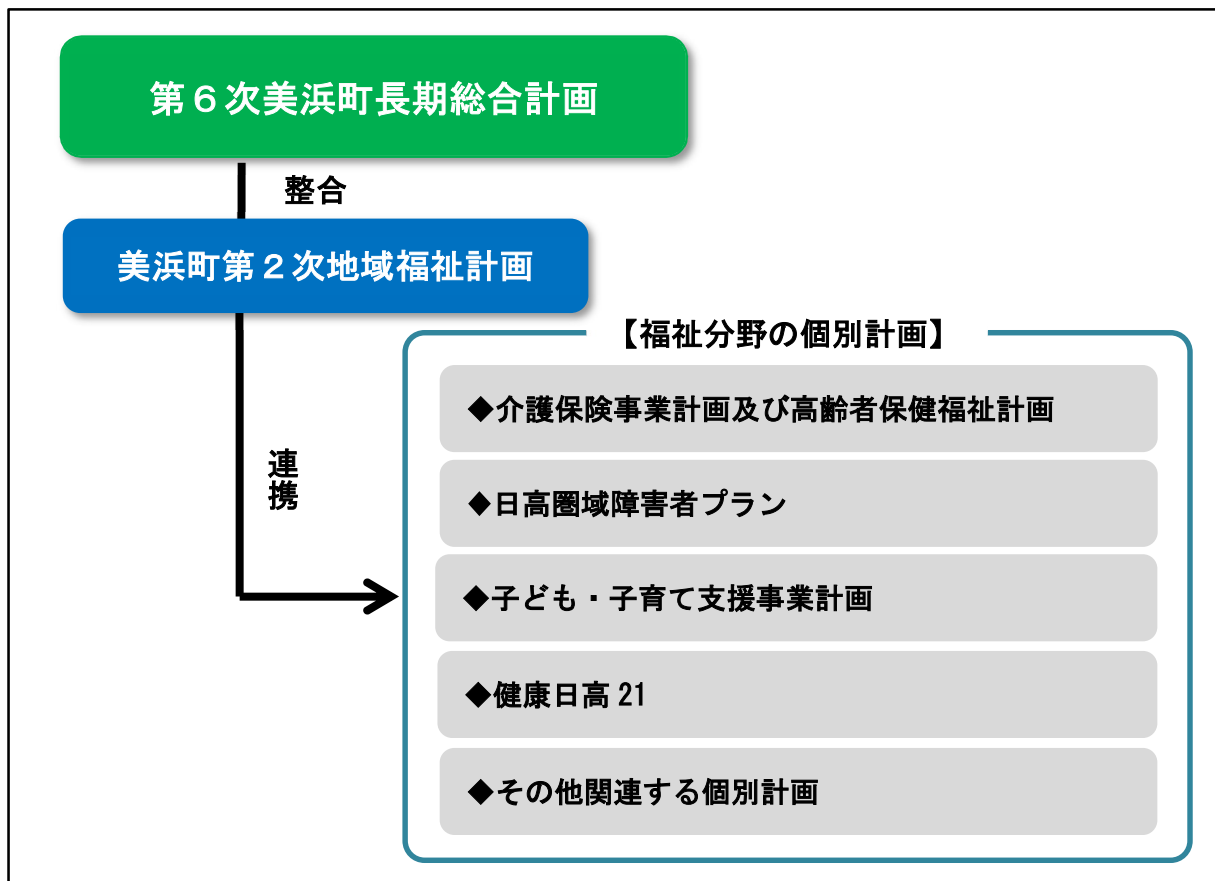 第６次美浜町長期総合計画
整合
美浜町第２次地域福祉計画
【福祉分野の個別計画】
◆介護保険事業計画及び高齢者保健福祉計画
連携
◆日高圏域障害者プラン
◆子ども・子育て支援事業計画
◆健康日高 21
◆その他関連する個別計画